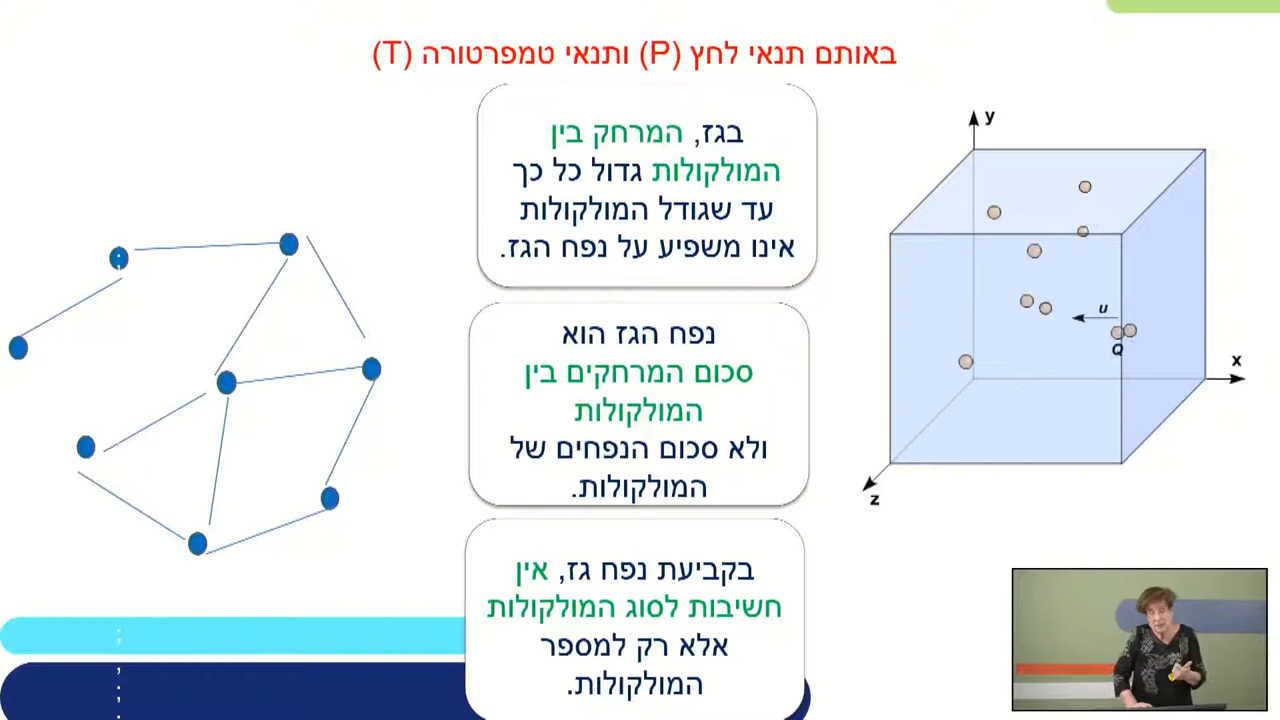 באותם תנאי לחץ (P) ותנאי טמפרטורה (T)
בגז, המרחק בין
המולקולות גדול כל כך
עד שגודל המולקולות
אינו משפיע על נפח הגז.
נפח הגז הוא
סכום המרחקים בין
המולקולות
ולא סכום הנפחים של
המולקולות.
בקביעת נפח גז, אין
חשיבות לסוג המולקולות
אלא רק למספר
המולקולות.
y
u
Q
x
z